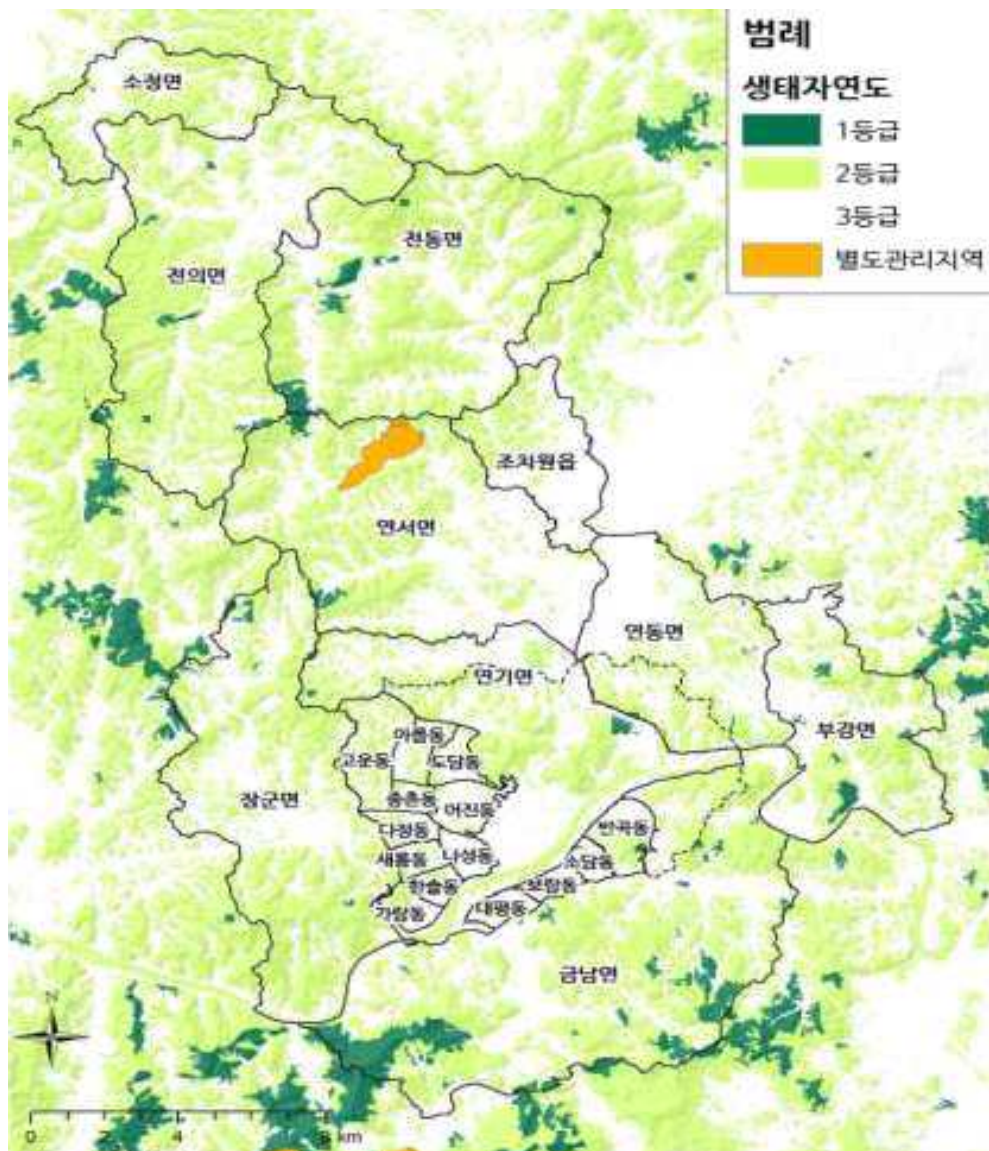 범례
생태자연도
1등급
2등급
3등급
별도관리지역
소정면
전동면
전의면
조치원읍
연서면
연동면
연기면
부강면
아름동
고운동
도담동
장군면
종촌동
어진동
다정동
반곡동
새롬동
나성동
소담동
한솔동
보람동
가람동
대평동
금남면
N
0 4 8 km